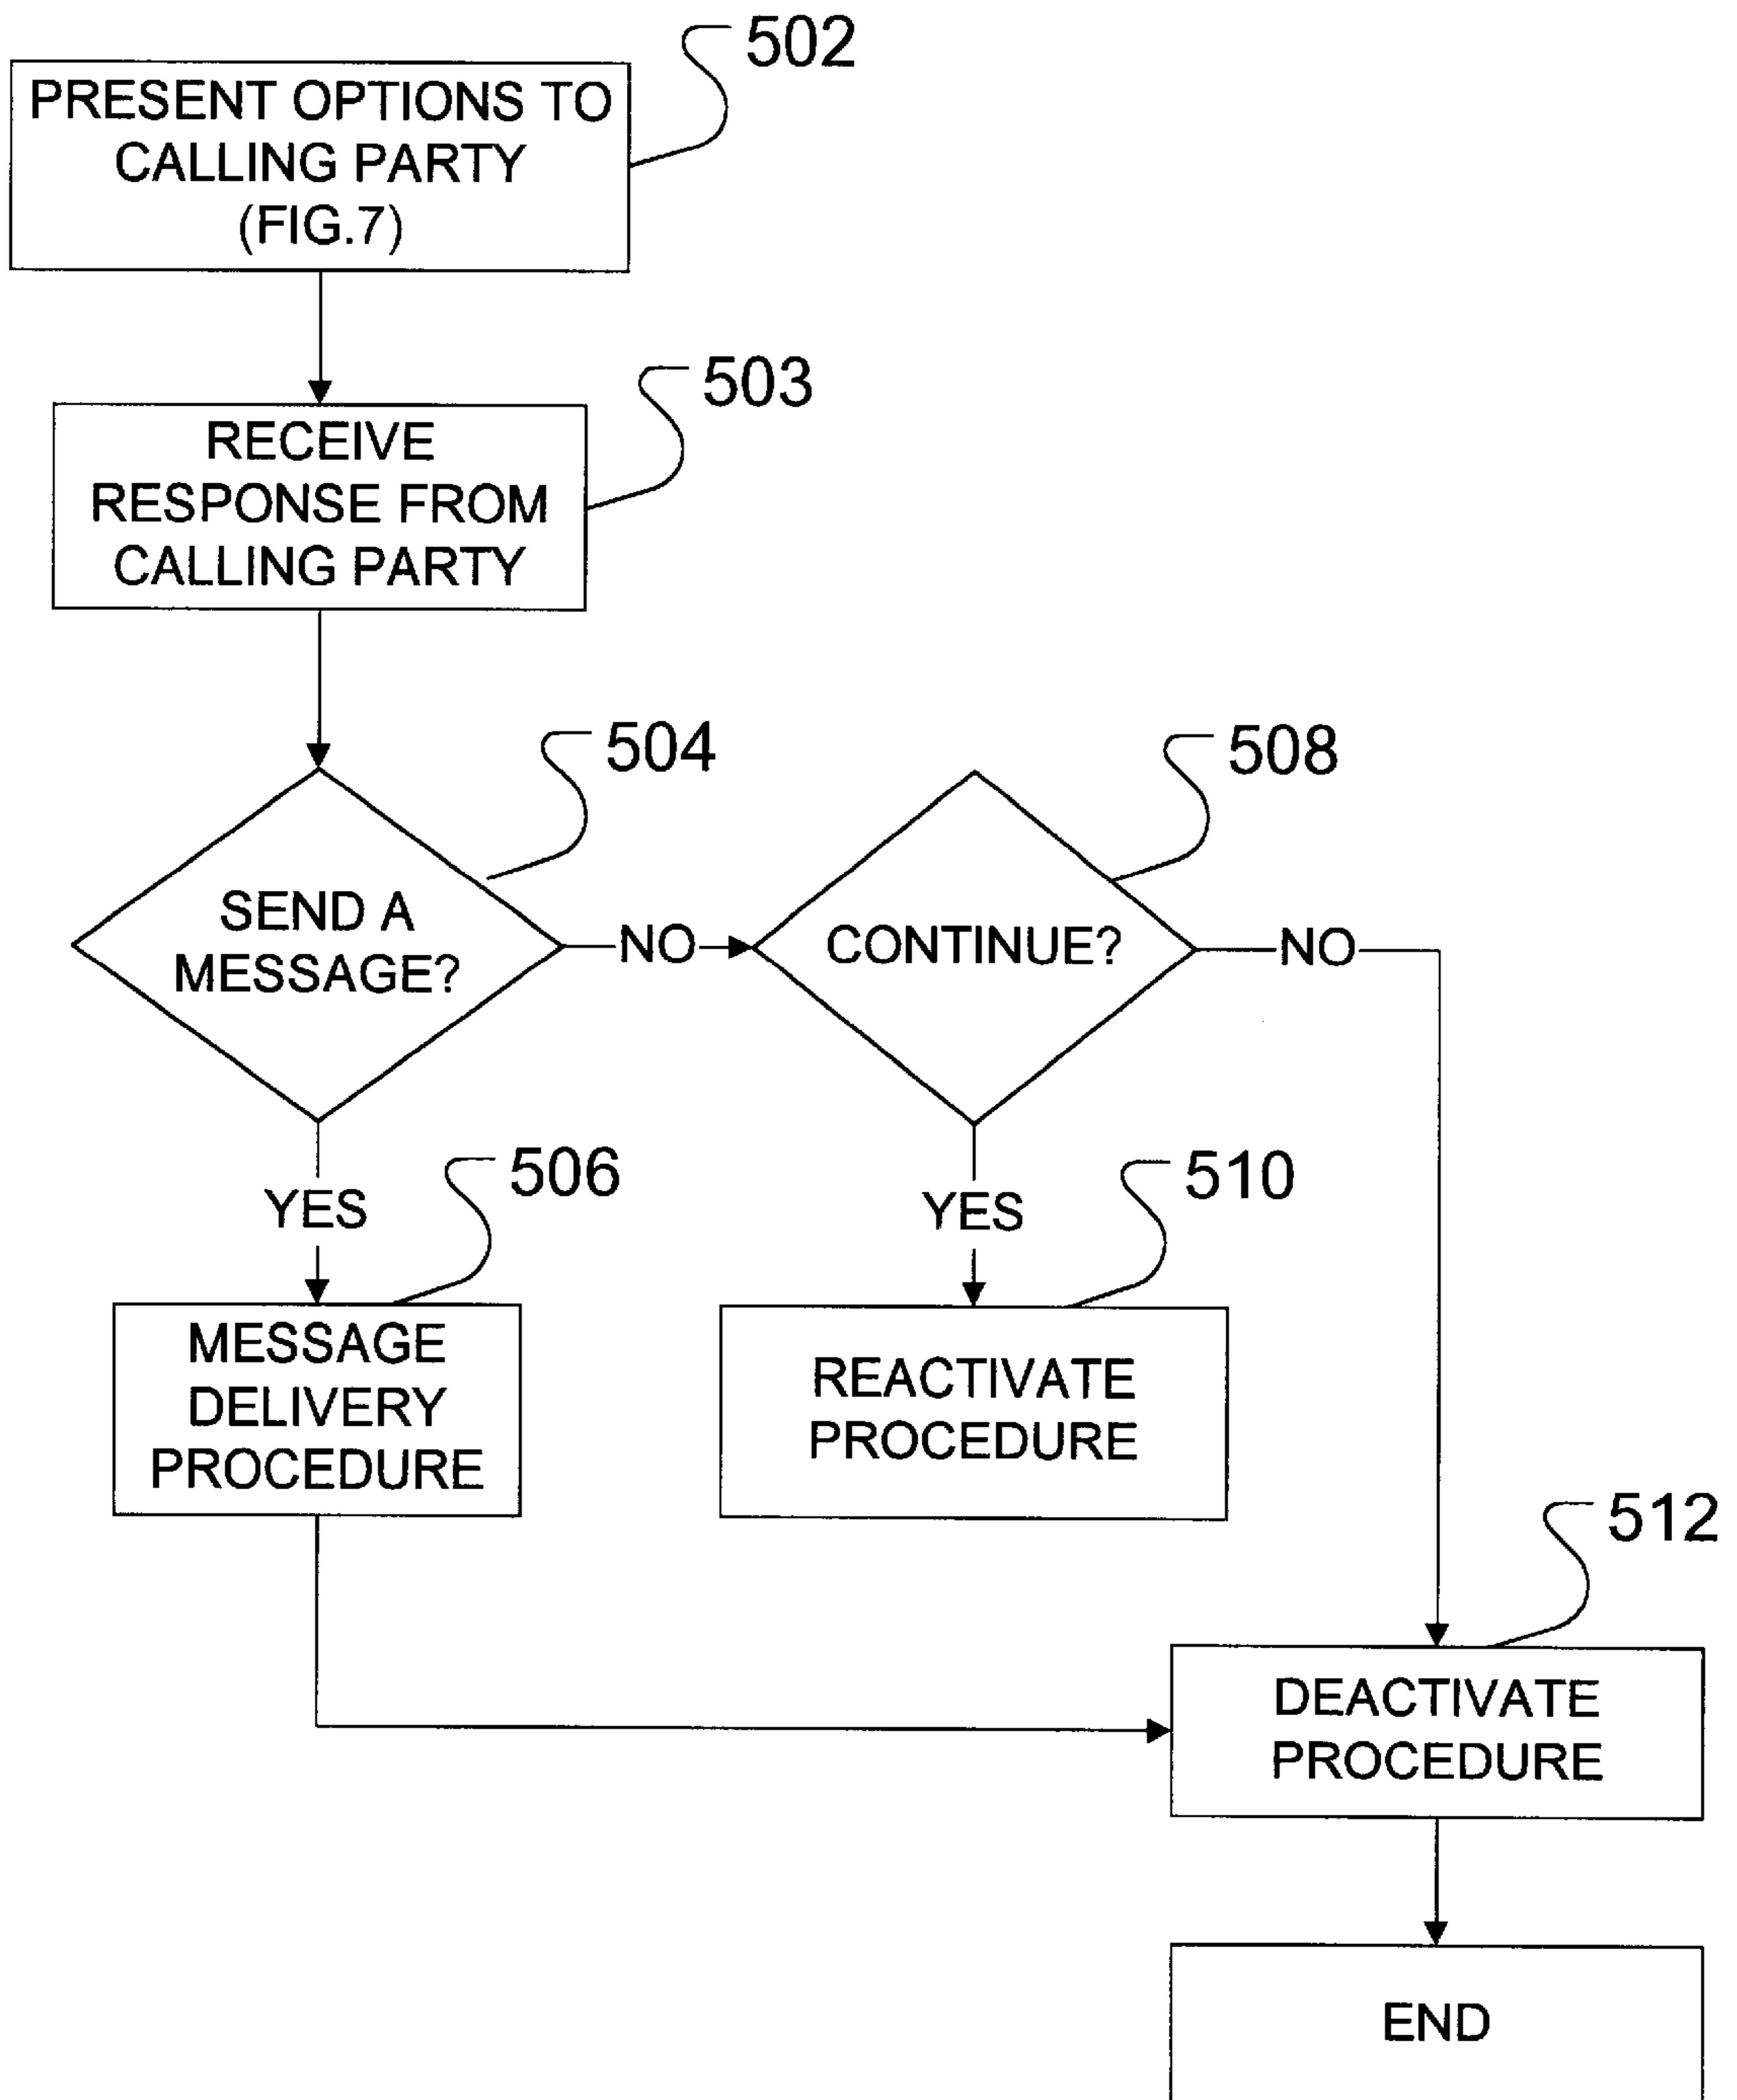 502
PRESENT OPTIONS TO
CALLING PARTY
(FIG.7)
503
RECEIVE
RESPONSE FROM
CALLING PARTY
504
SEND A
MESSAGE?
NO
508
CONTINUE?
NO
YES
506
MESSAGE
DELIVERY
PROCEDURE
YES
510
REACTIVATE
PROCEDURE
512
DEACTIVATE
PROCEDURE
END